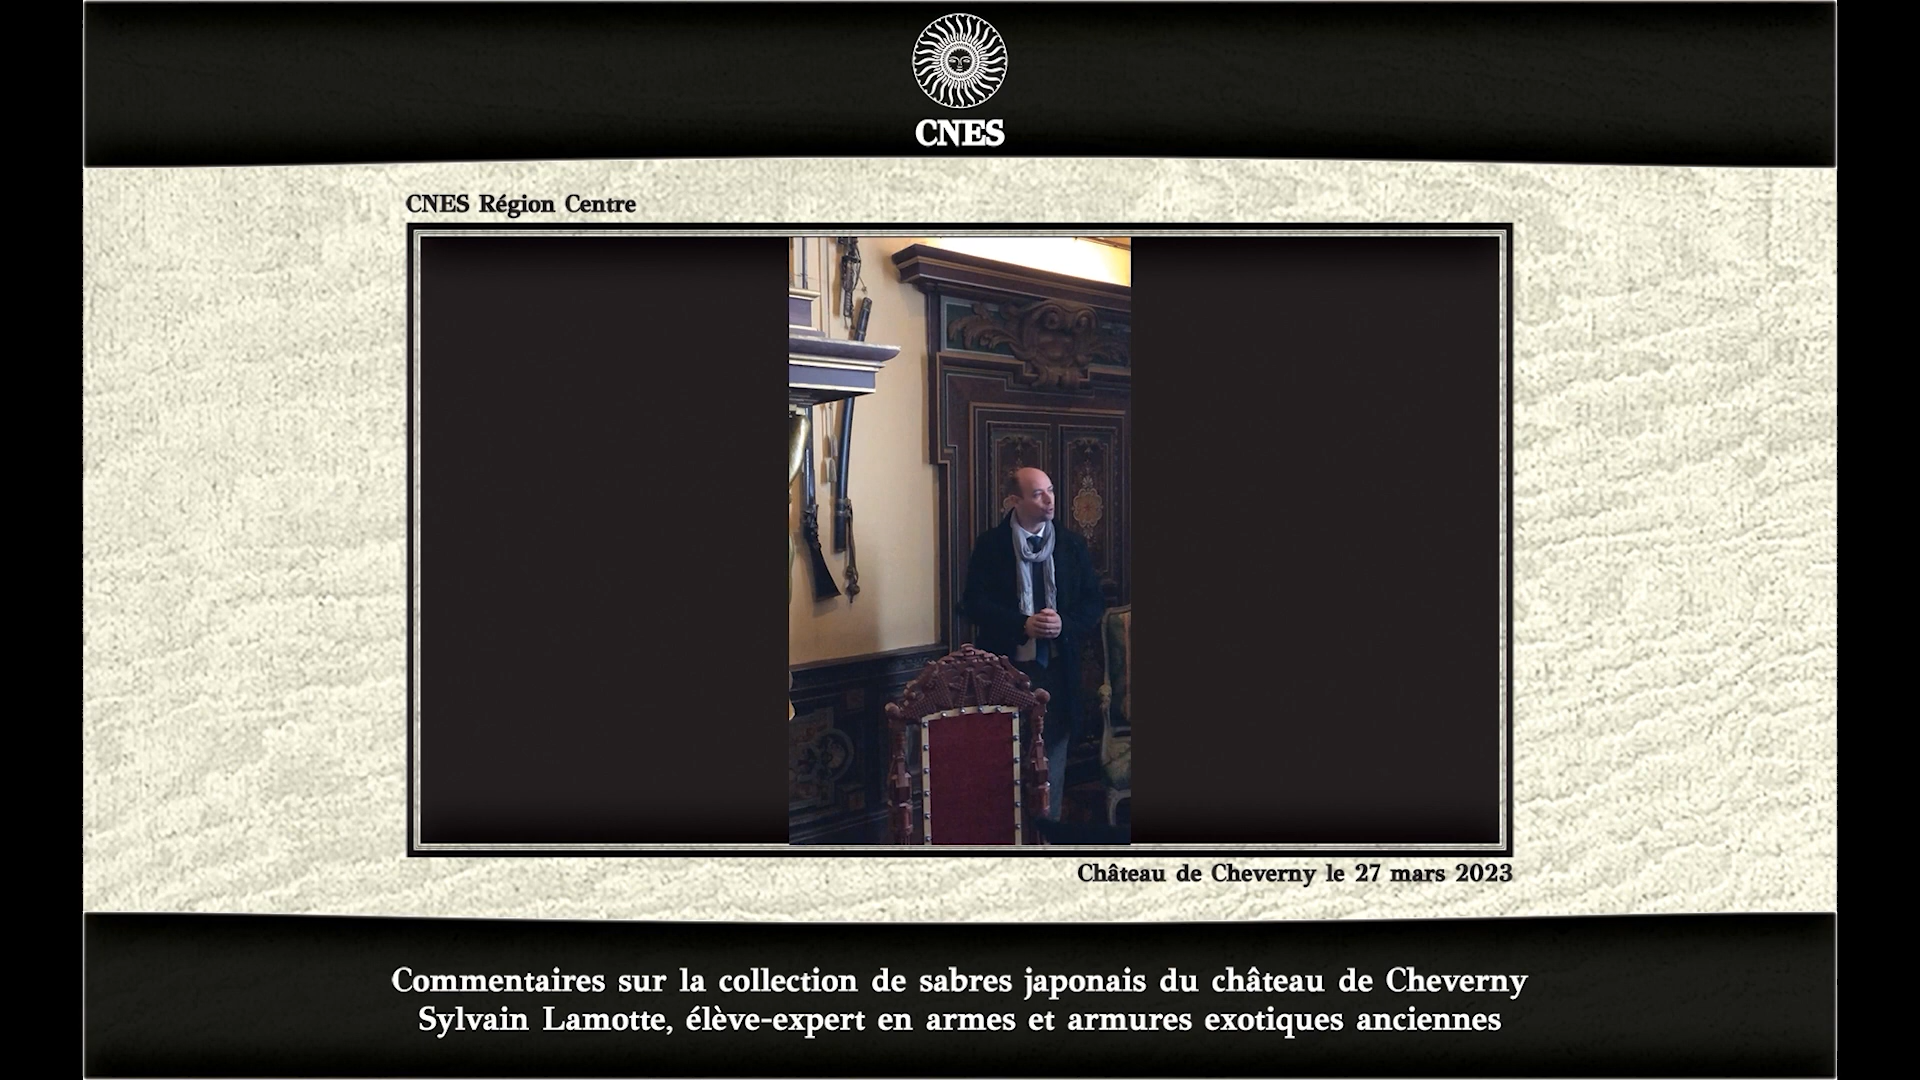 CNES
CNES Région Centre
Château de Cheverny le 27 mars 2023
Commentaires sur la collection de sabres japonais du château de Cheverny
Sylvain Lamotte, élève-expert en armes et armures exotiques anciennes